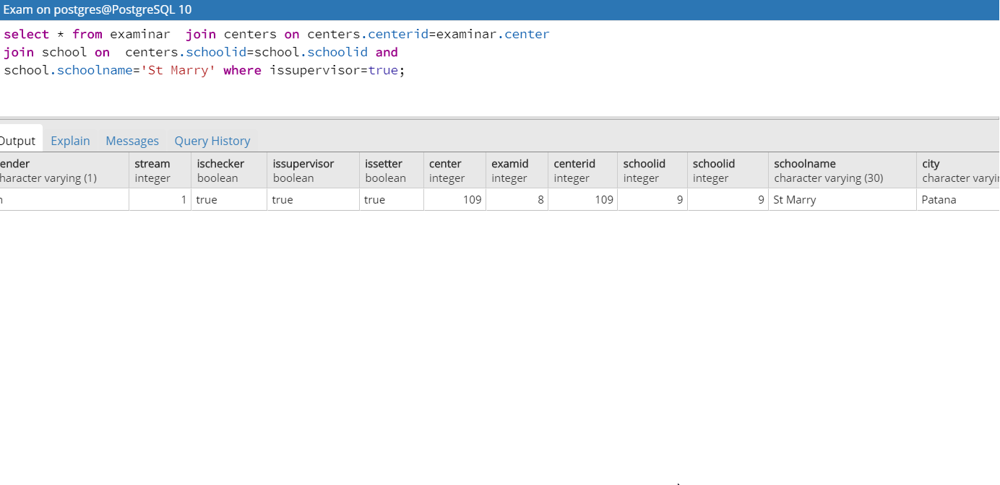 Exam on postgres@PostgreSQL 10
select * from examinar  join centers on centers.centerid=examinar.center
join school on  centers.schoolid=school.schoolid and
school.schoolname='St Marry' where issupervisor=true;
Output Explain Messages Query History
ender stream ischecker issupervisor issetter center examid centerid schoolid schoolid schoolname city
haracter varying (1) integer boolean boolean boolean integer integer integer integer integer character varying (30) character varyin
1 true true true 109 8 109 9 9 St Marry Patana